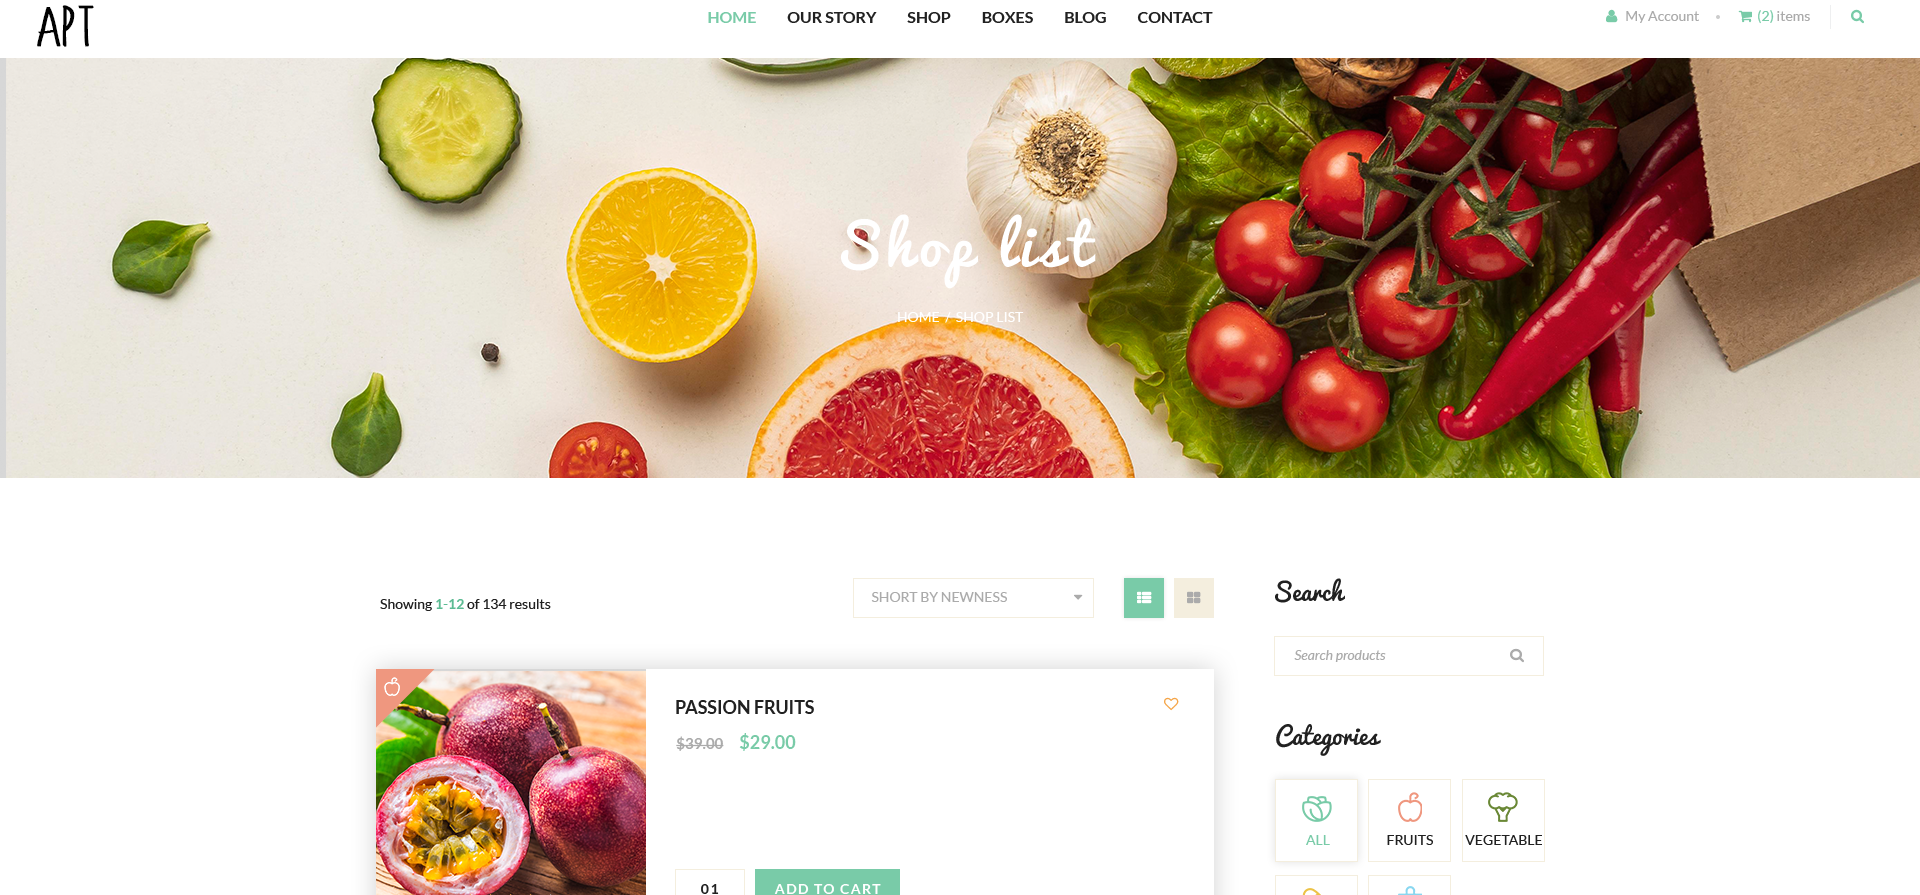 APT
HOME OUR STORY SHOP BOXES BLOG CONTACT
My Account • (2) items
Shop list
HOME / SHOP LIST
Showing 1-12 of 134 results
SHORT BY NEWNESS
PASSION FRUITS
$39.00 $29.00
01 ADD TO CART
Search
Search products
Categories
ALL FRUITS VEGETABLE